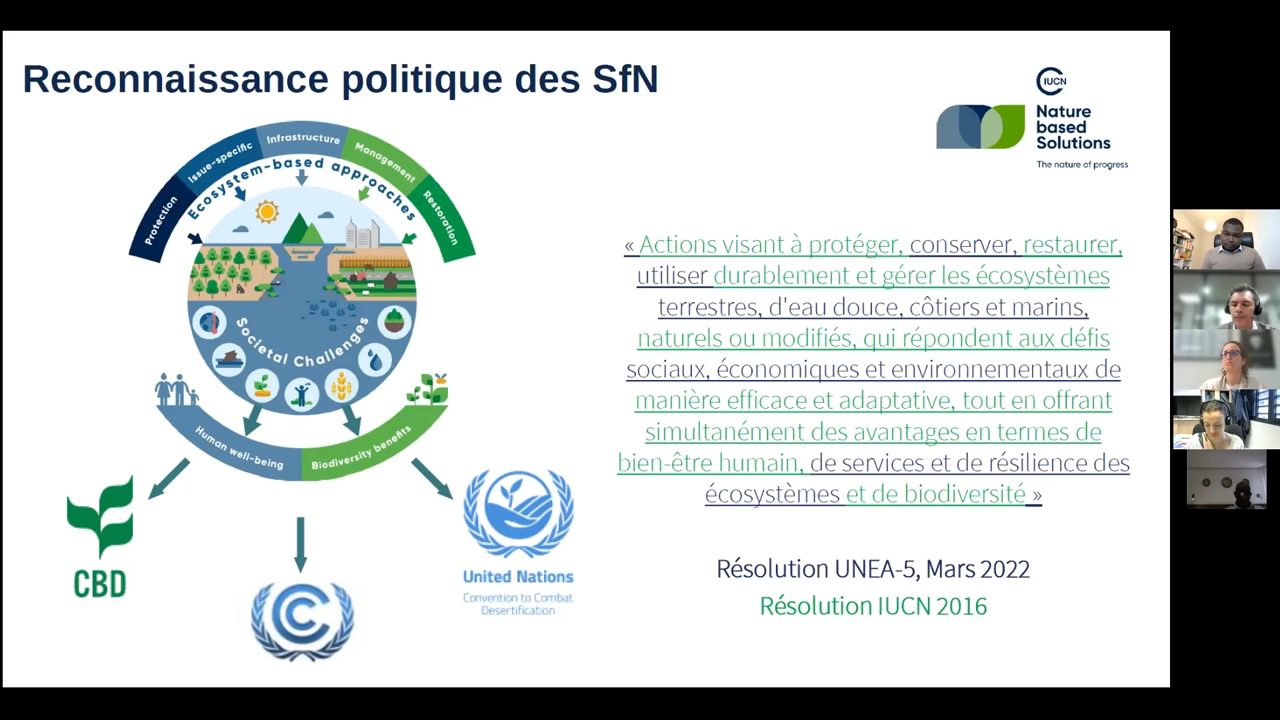 Reconnaissance politique des SfN
IUCN
Nature
based
Solutions
The nature of progress
Protection
Issue-specific
Infrastructure
Management
Restoration
Ecosystem-based approaches
Societal Challenges
Human well-being
Biodiversity benefits
CBD
United Nations
Convention to Combat
Desertification
« Actions visant à protéger, conserver, restaurer,
utiliser durablement et gérer les écosystèmes
terrestres, d'eau douce, côtiers et marins,
naturels ou modifiés, qui répondent aux défis
sociaux, économiques et environnementaux de
manière efficace et adaptative, tout en offrant
simultanément des avantages en termes de
bien-être humain, de services et de résilience des
écosystèmes et de biodiversité »
Résolution UNEA-5, Mars 2022
Résolution IUCN 2016